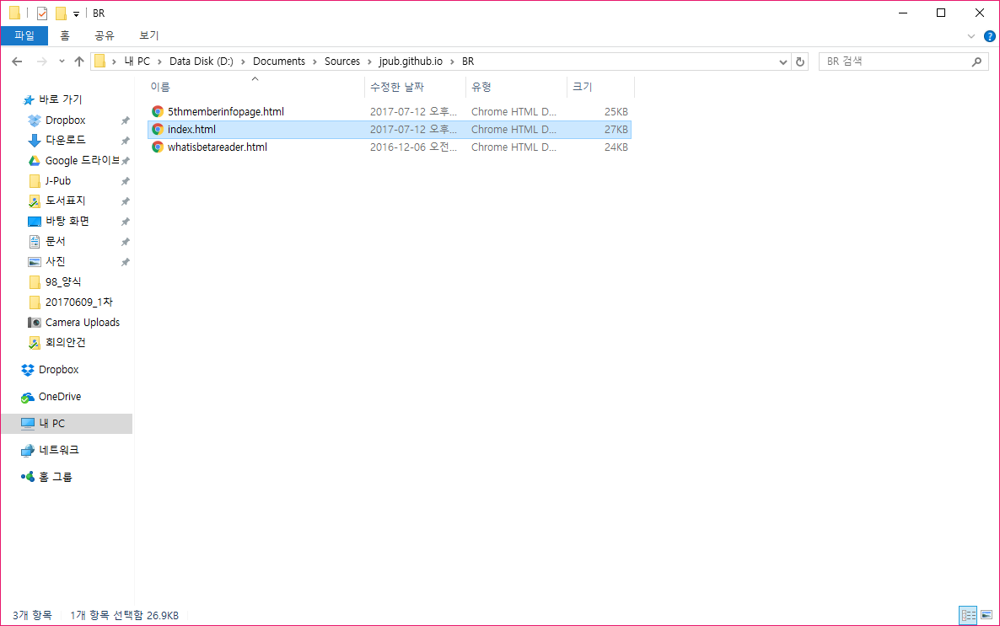 BR
파일 홈 공유 보기
내 PC Data Disk (D:) Documents Sources jpub.github.io BR BR 검색
이름 수정한 날짜 유형 크기
5thmemberinfopage.html 2017-07-12 오후... Chrome HTML D... 25KB
index.html 2017-07-12 오후... Chrome HTML D... 27KB
whatisbetareader.html 2016-12-06 오전... Chrome HTML D... 24KB
바로 가기
Dropbox
다운로드
Google 드라이브
J-Pub
도서표지
바탕 화면
문서
사진
98_양식
20170609_1차
Camera Uploads
회의안건
Dropbox
OneDrive
내 PC
네트워크
홈 그룹
3개 항목 1개 항목 선택함 26.9KB